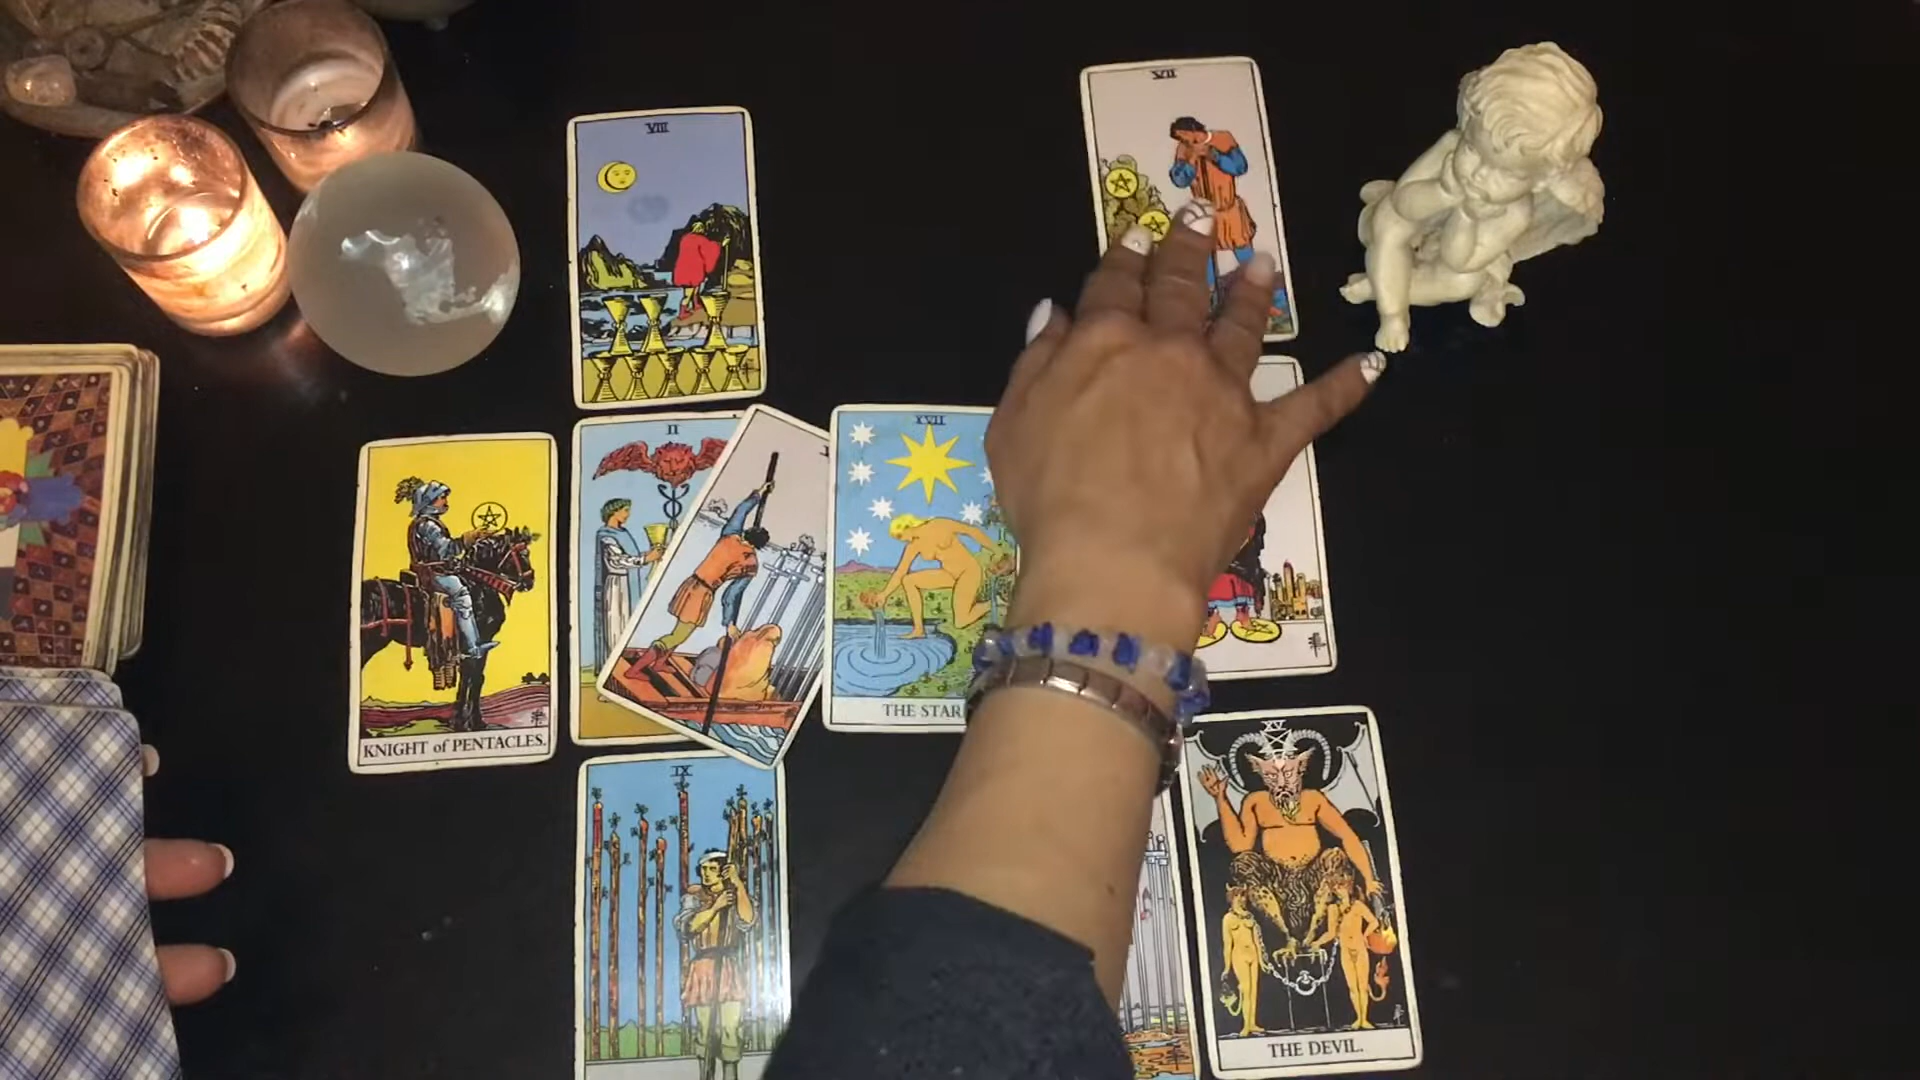 VII
VIII
XVII
II
KNIGHT of PENTACLES.
THE STAR
XV
IX
THE DEVIL.